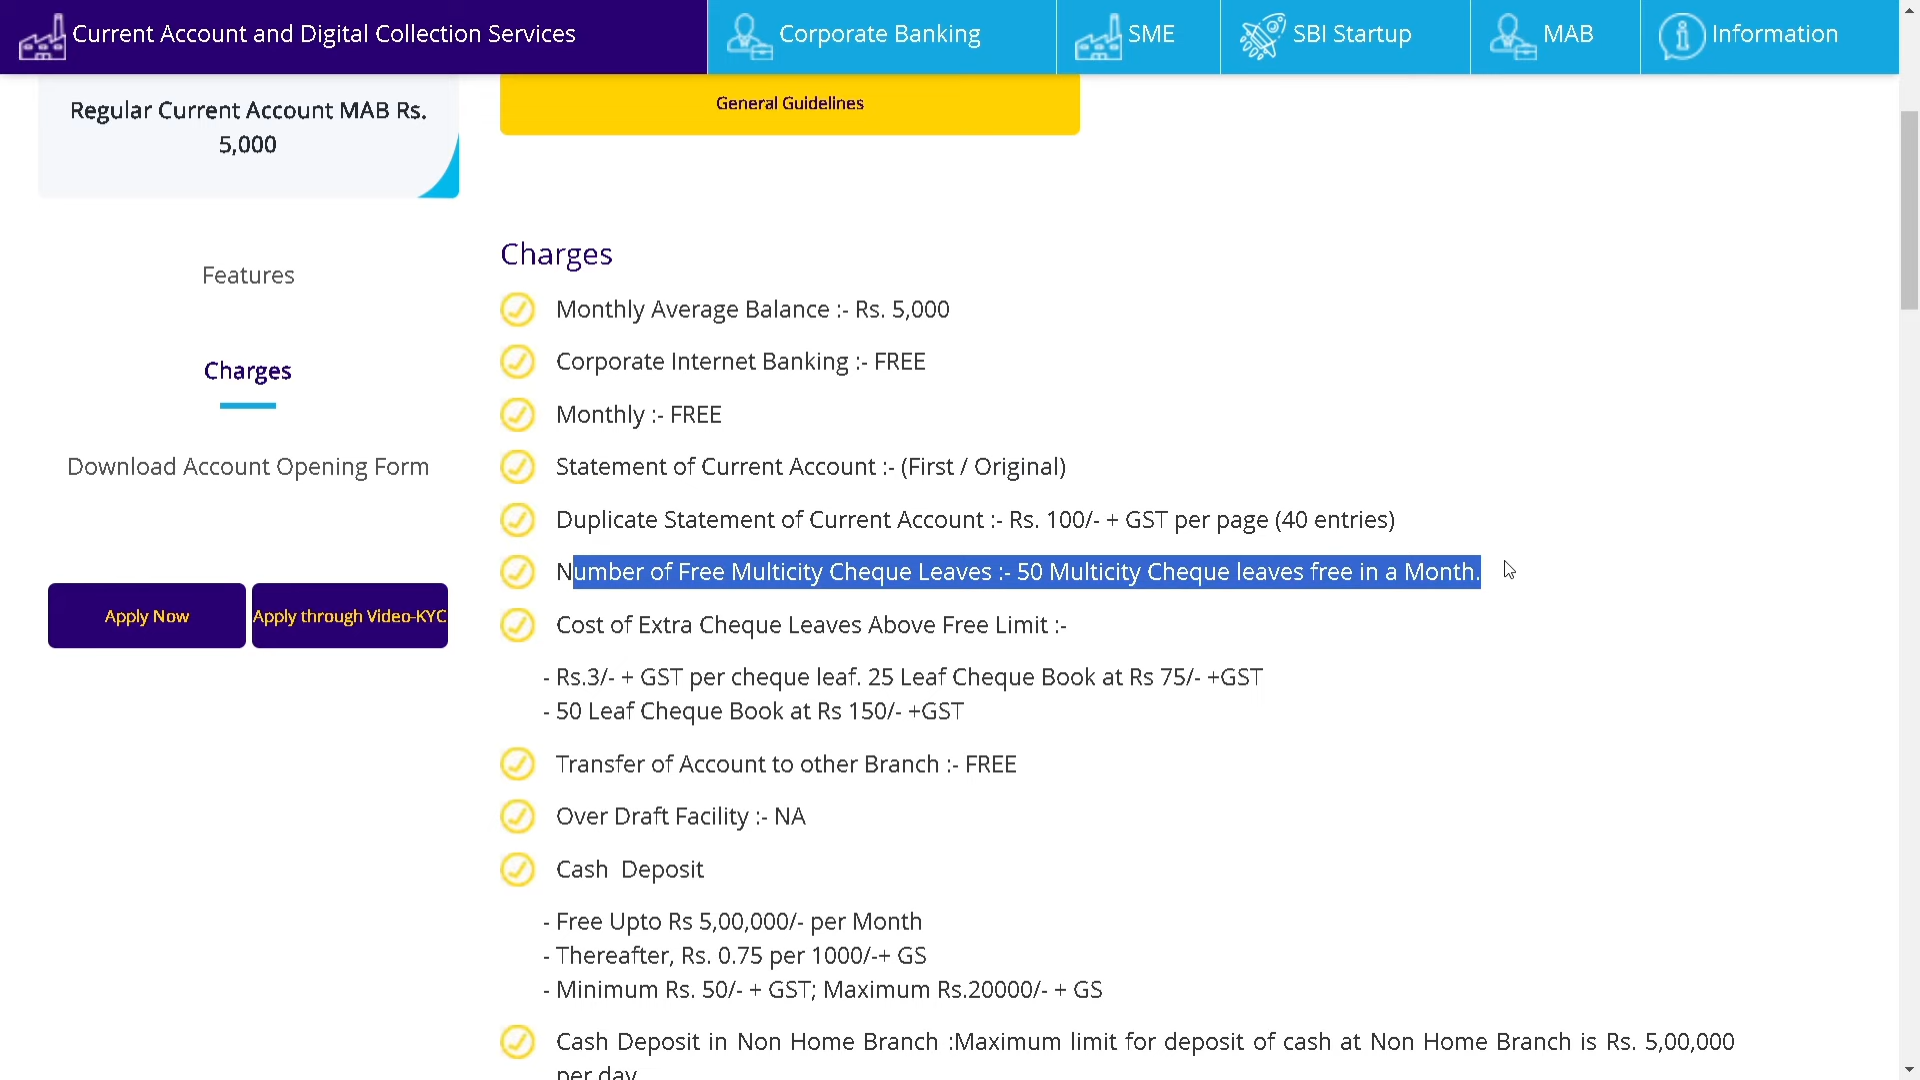 Current Account and Digital Collection Services
Corporate Banking
SME
SBI Startup
MAB
Information
Regular Current Account MAB Rs.
5,000
General Guidelines
Features
Charges
Download Account Opening Form
Apply Now
Apply through Video-KYC
Charges
Monthly Average Balance :- Rs. 5,000
Corporate Internet Banking :- FREE
Monthly :- FREE
Statement of Current Account :- (First / Original)
Duplicate Statement of Current Account :- Rs. 100/- + GST per page (40 entries)
Number of Free Multicity Cheque Leaves :- 50 Multicity Cheque leaves free in a Month.
Cost of Extra Cheque Leaves Above Free Limit :-
- Rs.3/- + GST per cheque leaf. 25 Leaf Cheque Book at Rs 75/- +GST
- 50 Leaf Cheque Book at Rs 150/- +GST
Transfer of Account to other Branch :- FREE
Over Draft Facility :- NA
Cash Deposit
- Free Upto Rs 5,00,000/- per Month
- Thereafter, Rs. 0.75 per 1000/-+ GS
- Minimum Rs. 50/- + GST; Maximum Rs.20000/- + GS
Cash Deposit in Non Home Branch :Maximum limit for deposit of cash at Non Home Branch is Rs. 5,00,000
per day